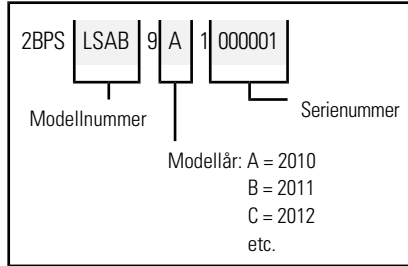 2BPS LSAB 9 A 1 000001
Modellnummer
Serienummer
Modellår: A = 2010
B = 2011
C = 2012
etc.